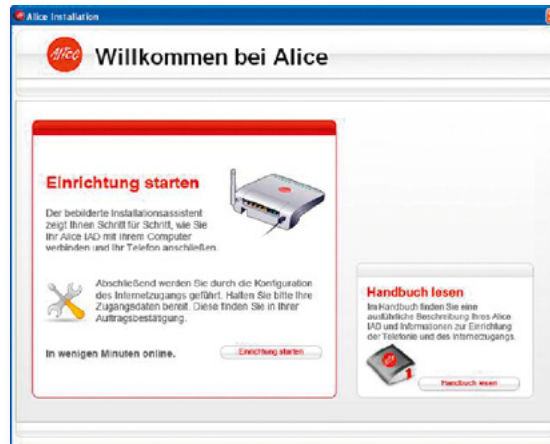 Alice Installation
Alice
Willkommen bei Alice
Einrichtung starten
Der bebilderte Installationsassistent
zeigt Ihnen Schritt für Schritt, wie Sie
Ihr Alice IAD mit Ihrem Computer
verbinden und Ihr Telefon anschließen.
Abschließend werden Sie durch die Konfiguration
des Internetzugangs geführt. Halten Sie bitte Ihre
Zugangsdaten bereit. Diese finden Sie in Ihrer
Auftragsbestätigung.
In wenigen Minuten online.
Einrichtung starten
Handbuch lesen
Im Handbuch finden Sie eine
ausführliche Beschreibung Ihres Alice
IAD und Informationen zur Einrichtung
der Telefonie und des Internetzugangs.
Handbuch lesen